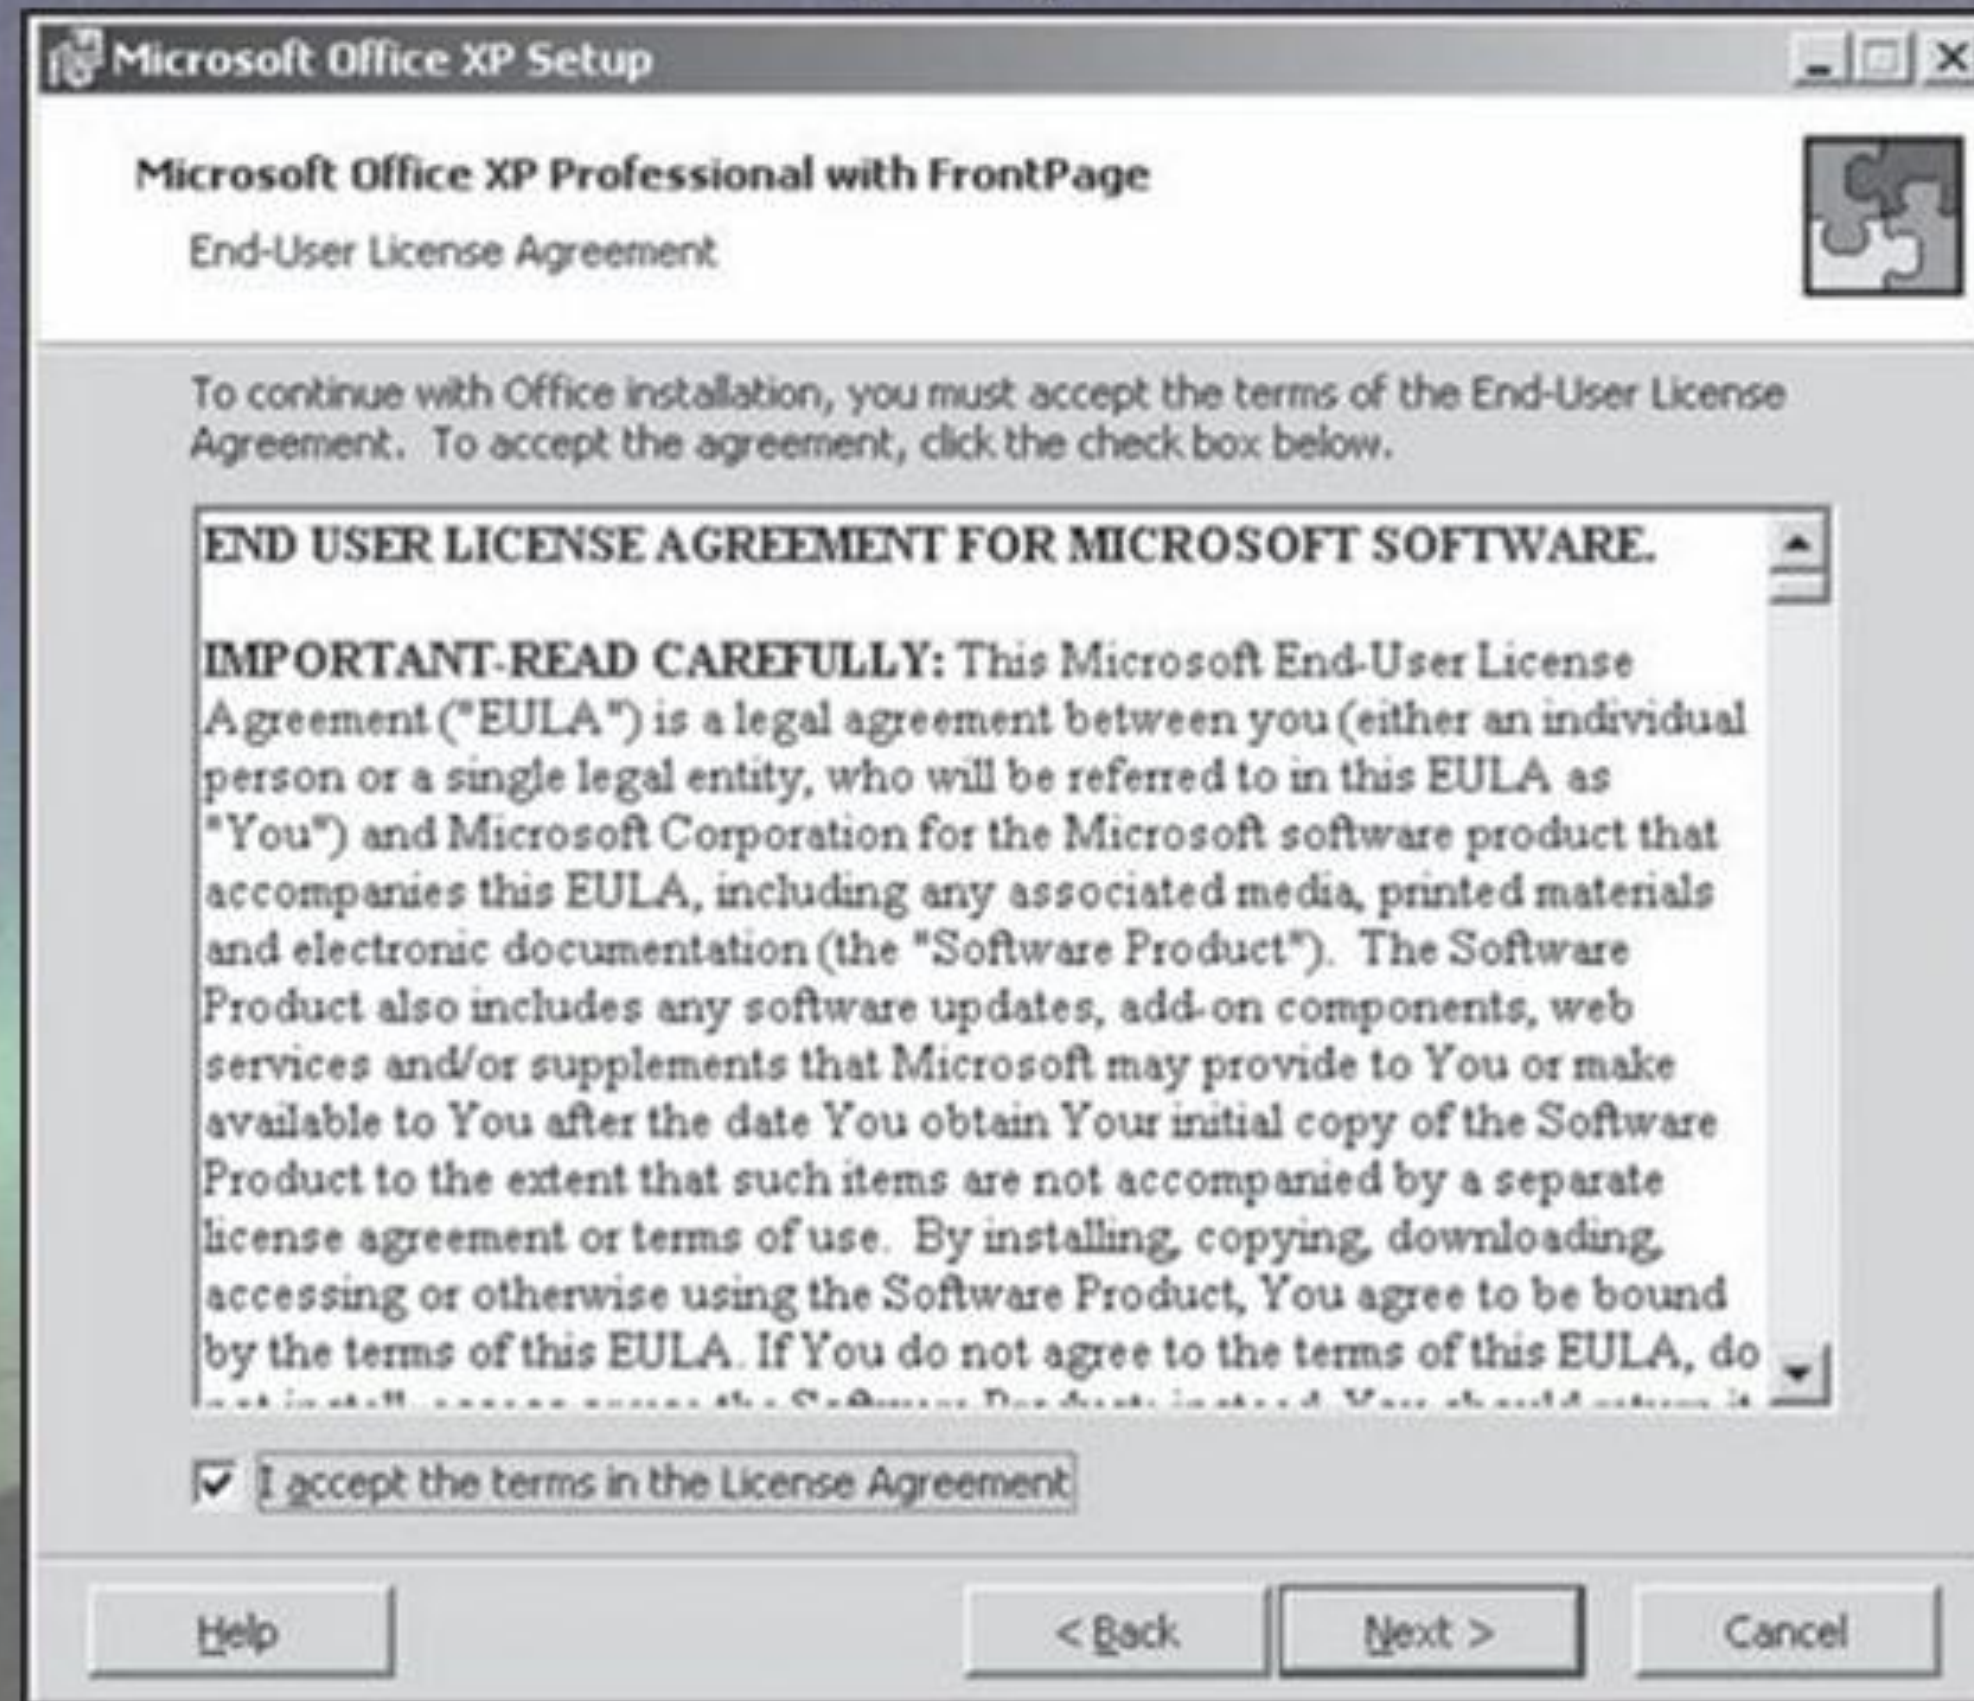 Microsoft Office XP Setup
Microsoft Office XP Professional with FrontPage
End-User License Agreement
To continue with Office installation, you must accept the terms of the End-User License
Agreement.  To accept the agreement, click the check box below.
END USER LICENSE AGREEMENT FOR MICROSOFT SOFTWARE.
IMPORTANT-READ CAREFULLY: This Microsoft End-User License
Agreement ("EULA") is a legal agreement between you (either an individual
person or a single legal entity, who will be referred to in this EULA as
"You") and Microsoft Corporation for the Microsoft software product that
accompanies this EULA, including any associated media, printed materials
and electronic documentation (the "Software Product").  The Software
Product also includes any software updates, add-on components, web
services and/or supplements that Microsoft may provide to You or make
available to You after the date You obtain Your initial copy of the Software
Product to the extent that such items are not accompanied by a separate
license agreement or terms of use.  By installing, copying, downloading,
accessing or otherwise using the Software Product, You agree to be bound
by the terms of this EULA. If You do not agree to the terms of this EULA, do
I accept the terms in the License Agreement
Help
< Back
Next >
Cancel